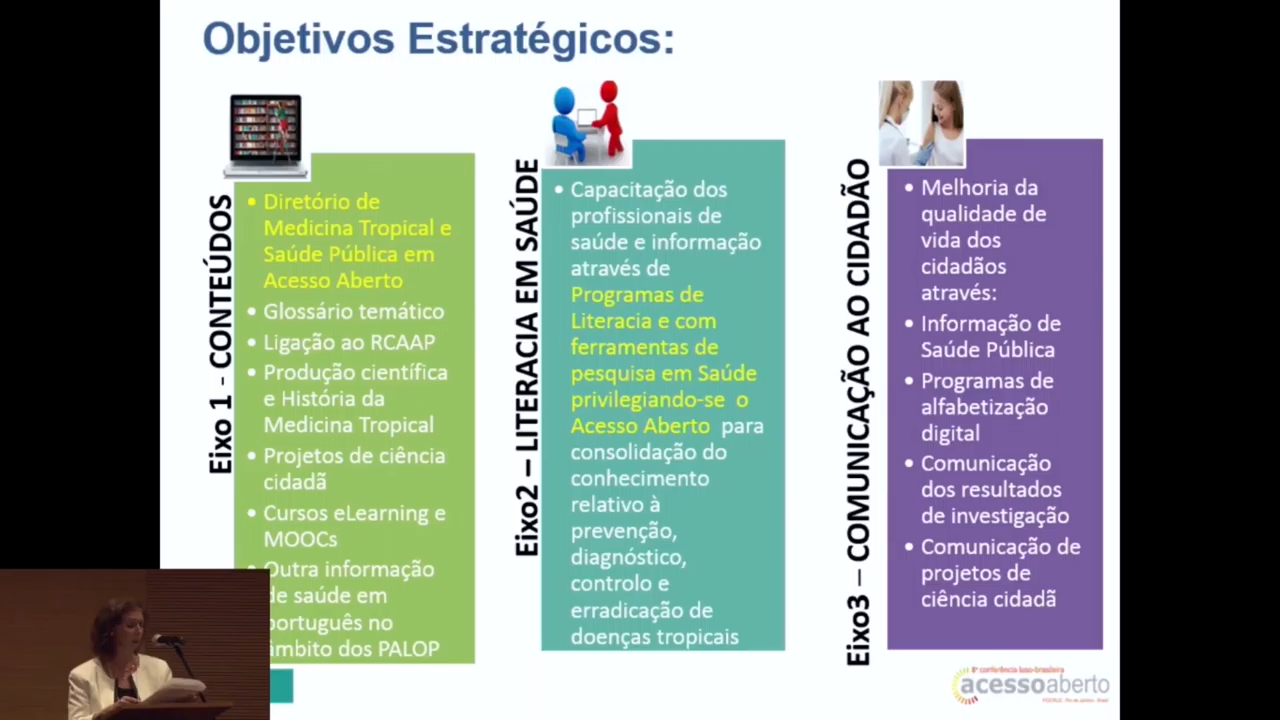 Objetivos Estratégicos:
Eixo 1 - CONTEÚDOS
• Diretório de
Medicina Tropical e
Saúde Pública em
Acesso Aberto
• Glossário temático
• Ligação ao RCAAP
• Produção científica
e História da
Medicina Tropical
• Projetos de ciência
cidadã
• Cursos eLearning e
MOOCs
Outra informação
de saúde em
português no
âmbito dos PALOP
Eixo2 – LITERACIA EM SAÚDE
• Capacitação dos
profissionais de
saúde e informação
através de
Programas de
Literacia e com
ferramentas de
pesquisa em Saúde
privilegiando-se o
Acesso Aberto para
consolidação do
conhecimento
relativo à
prevenção,
diagnóstico,
controlo e
erradicação de
doenças tropicais
Eixo3 – COMUNICAÇÃO AO CIDADÃO
• Melhoria da
qualidade de
vida dos
cidadãos
através:
• Informação de
Saúde Pública
• Programas de
alfabetização
digital
• Comunicação
dos resultados
de investigação
• Comunicação de
projetos de
ciência cidadã
8ª conferência luso-brasileira
acessoaberto